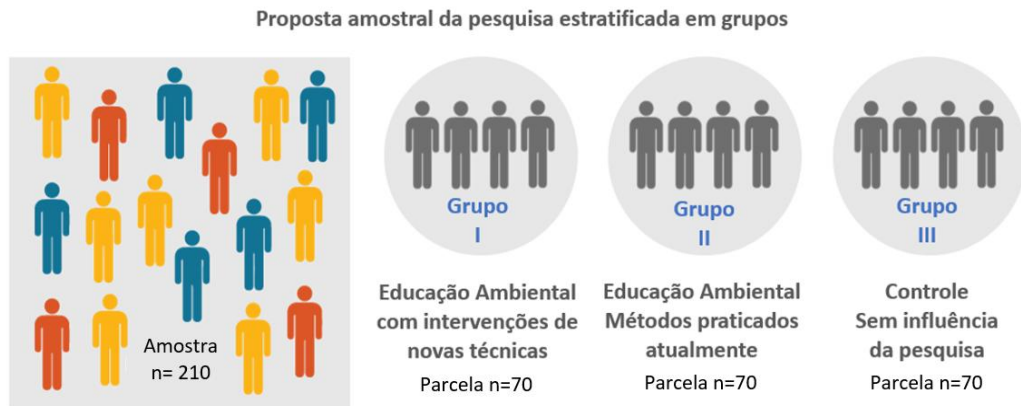 Proposta amostral da pesquisa estratificada em grupos
Amostra
n= 210
Grupo
I
Educação Ambiental
com intervenções de
novas técnicas
Parcela n=70
Grupo
II
Educação Ambiental
Métodos praticados
atualmente
Parcela n=70
Grupo
III
Controle
Sem influência
da pesquisa
Parcela n=70